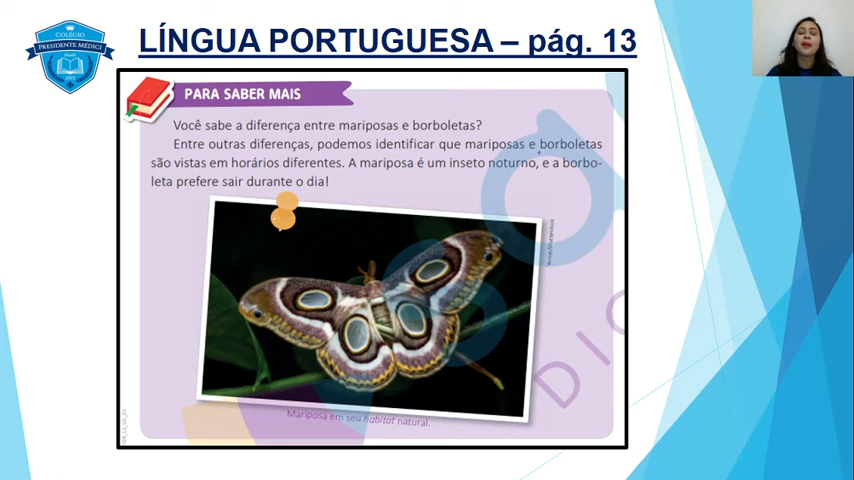 COLÉGIO
PRESIDENTE MÉDICI
LÍNGUA PORTUGUESA – pág. 13
PARA SABER MAIS
Você sabe a diferença entre mariposas e borboletas?
Entre outras diferenças, podemos identificar que mariposas e borboletas
são vistas em horários diferentes. A mariposa é um inseto noturno, e a borbo-
leta prefere sair durante o dia!
Mariposa em seu habitat natural.